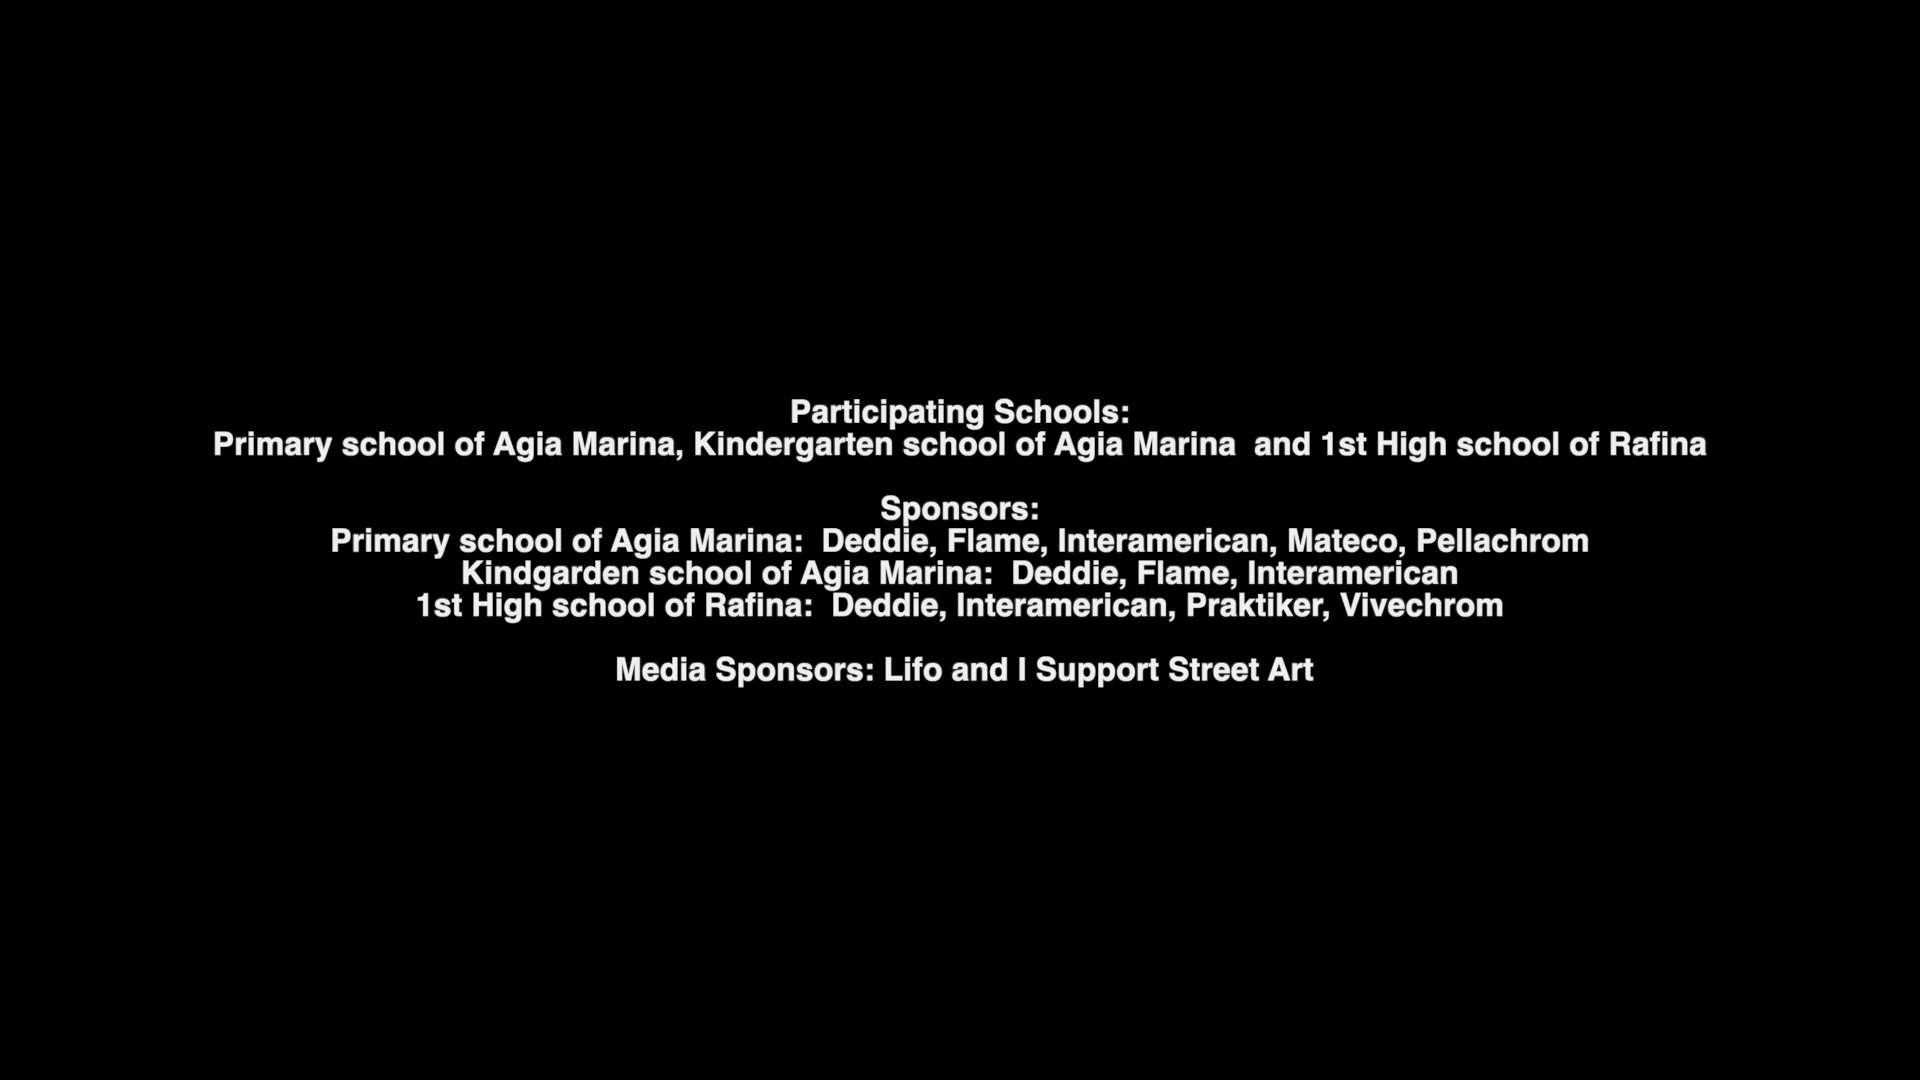 Participating Schools:
Primary school of Agia Marina, Kindergarten school of Agia Marina  and 1st High school of Rafina
Sponsors:
Primary school of Agia Marina:  Deddie, Flame, Interamerican, Mateco, Pellachrom
Kindgarden school of Agia Marina:  Deddie, Flame, Interamerican
1st High school of Rafina:  Deddie, Interamerican, Praktiker, Vivechrom
Media Sponsors: Lifo and I Support Street Art